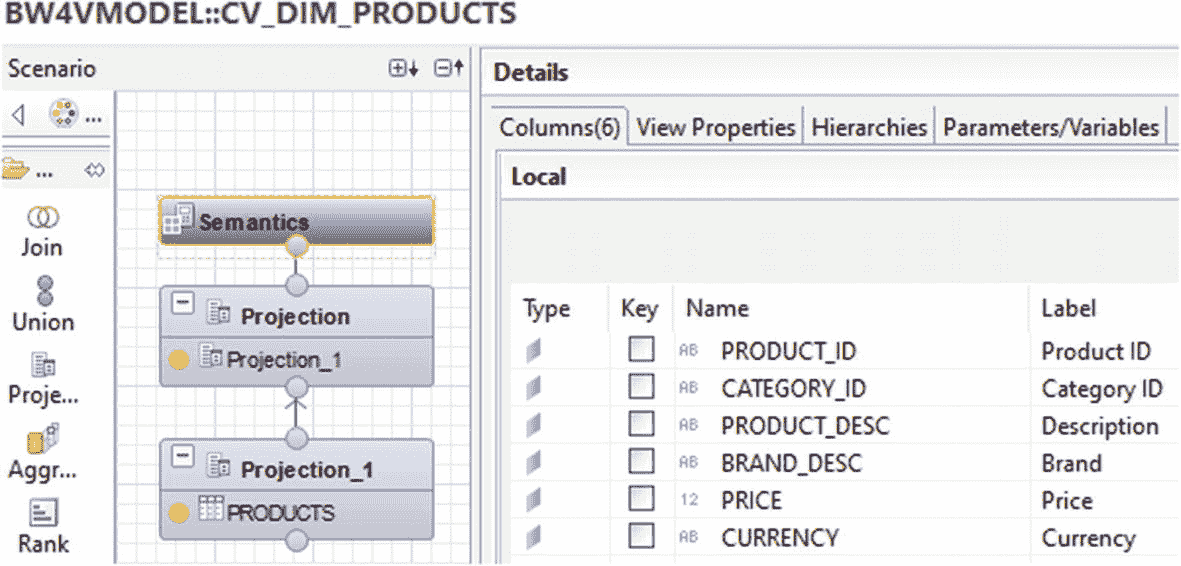 BW4VMODEL::CV_DIM_PRODUCTS
Scenario
...
...
Join
Union
Proje...
Aggr...
Rank
Semantics
Projection
Projection_1
Projection_1
PRODUCTS
Details
Columns(6) View Properties Hierarchies Parameters/Variables
Local
Type Key Name Label
AB PRODUCT_ID Product ID
AB CATEGORY_ID Category ID
AB PRODUCT_DESC Description
AB BRAND_DESC Brand
12 PRICE Price
AB CURRENCY Currency